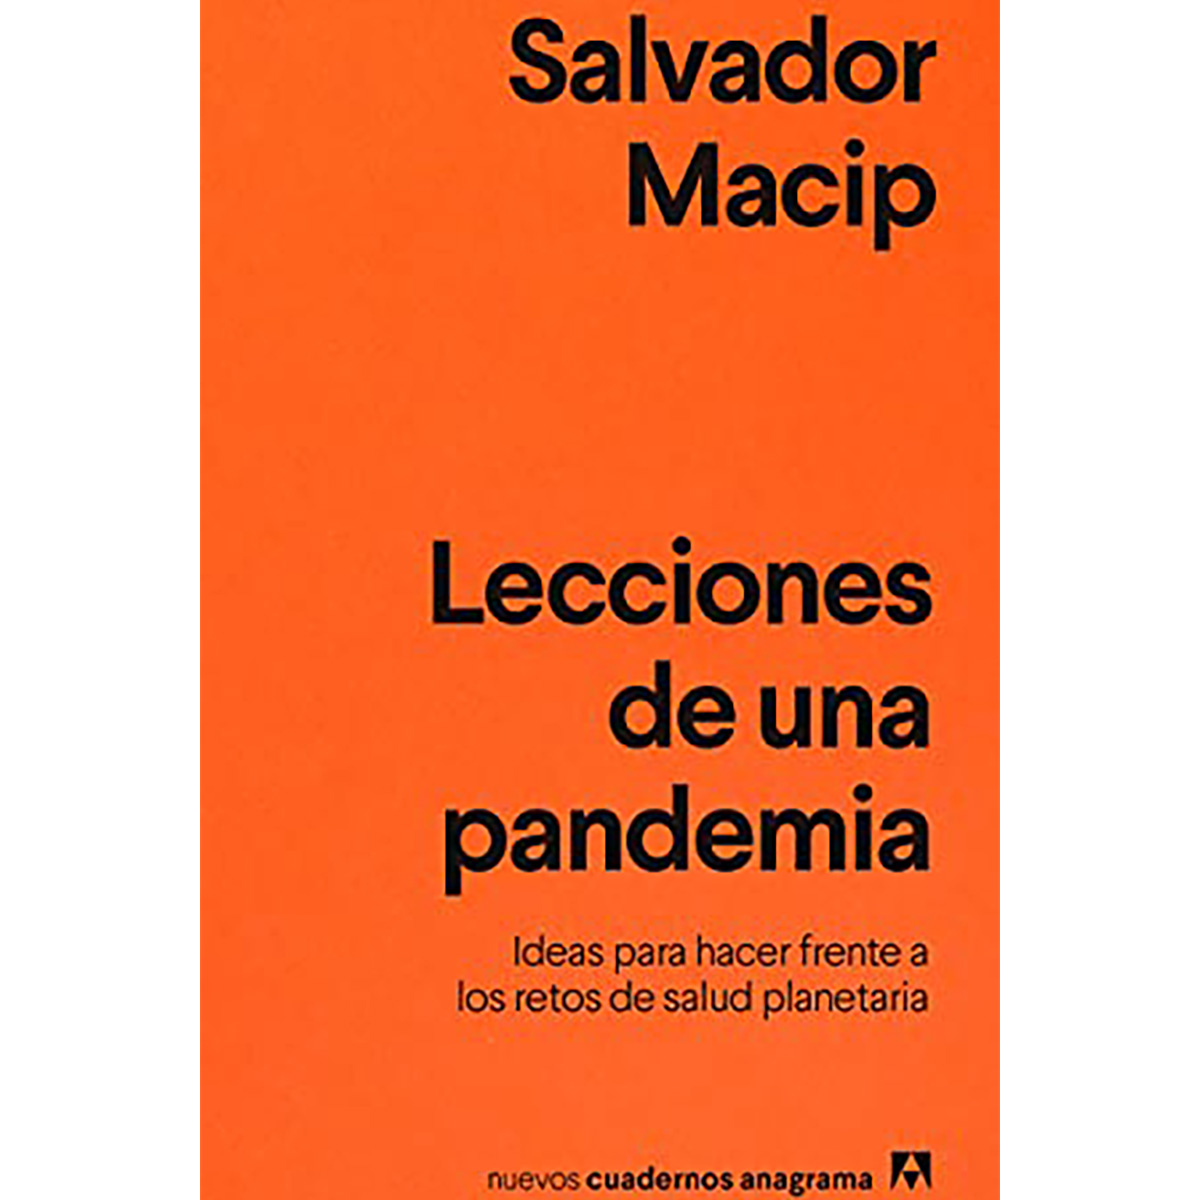 Salvador
Macip
Lecciones
de una
pandemia
Ideas para hacer frente a
los retos de salud planetaria
nuevos cuadernos anagrama